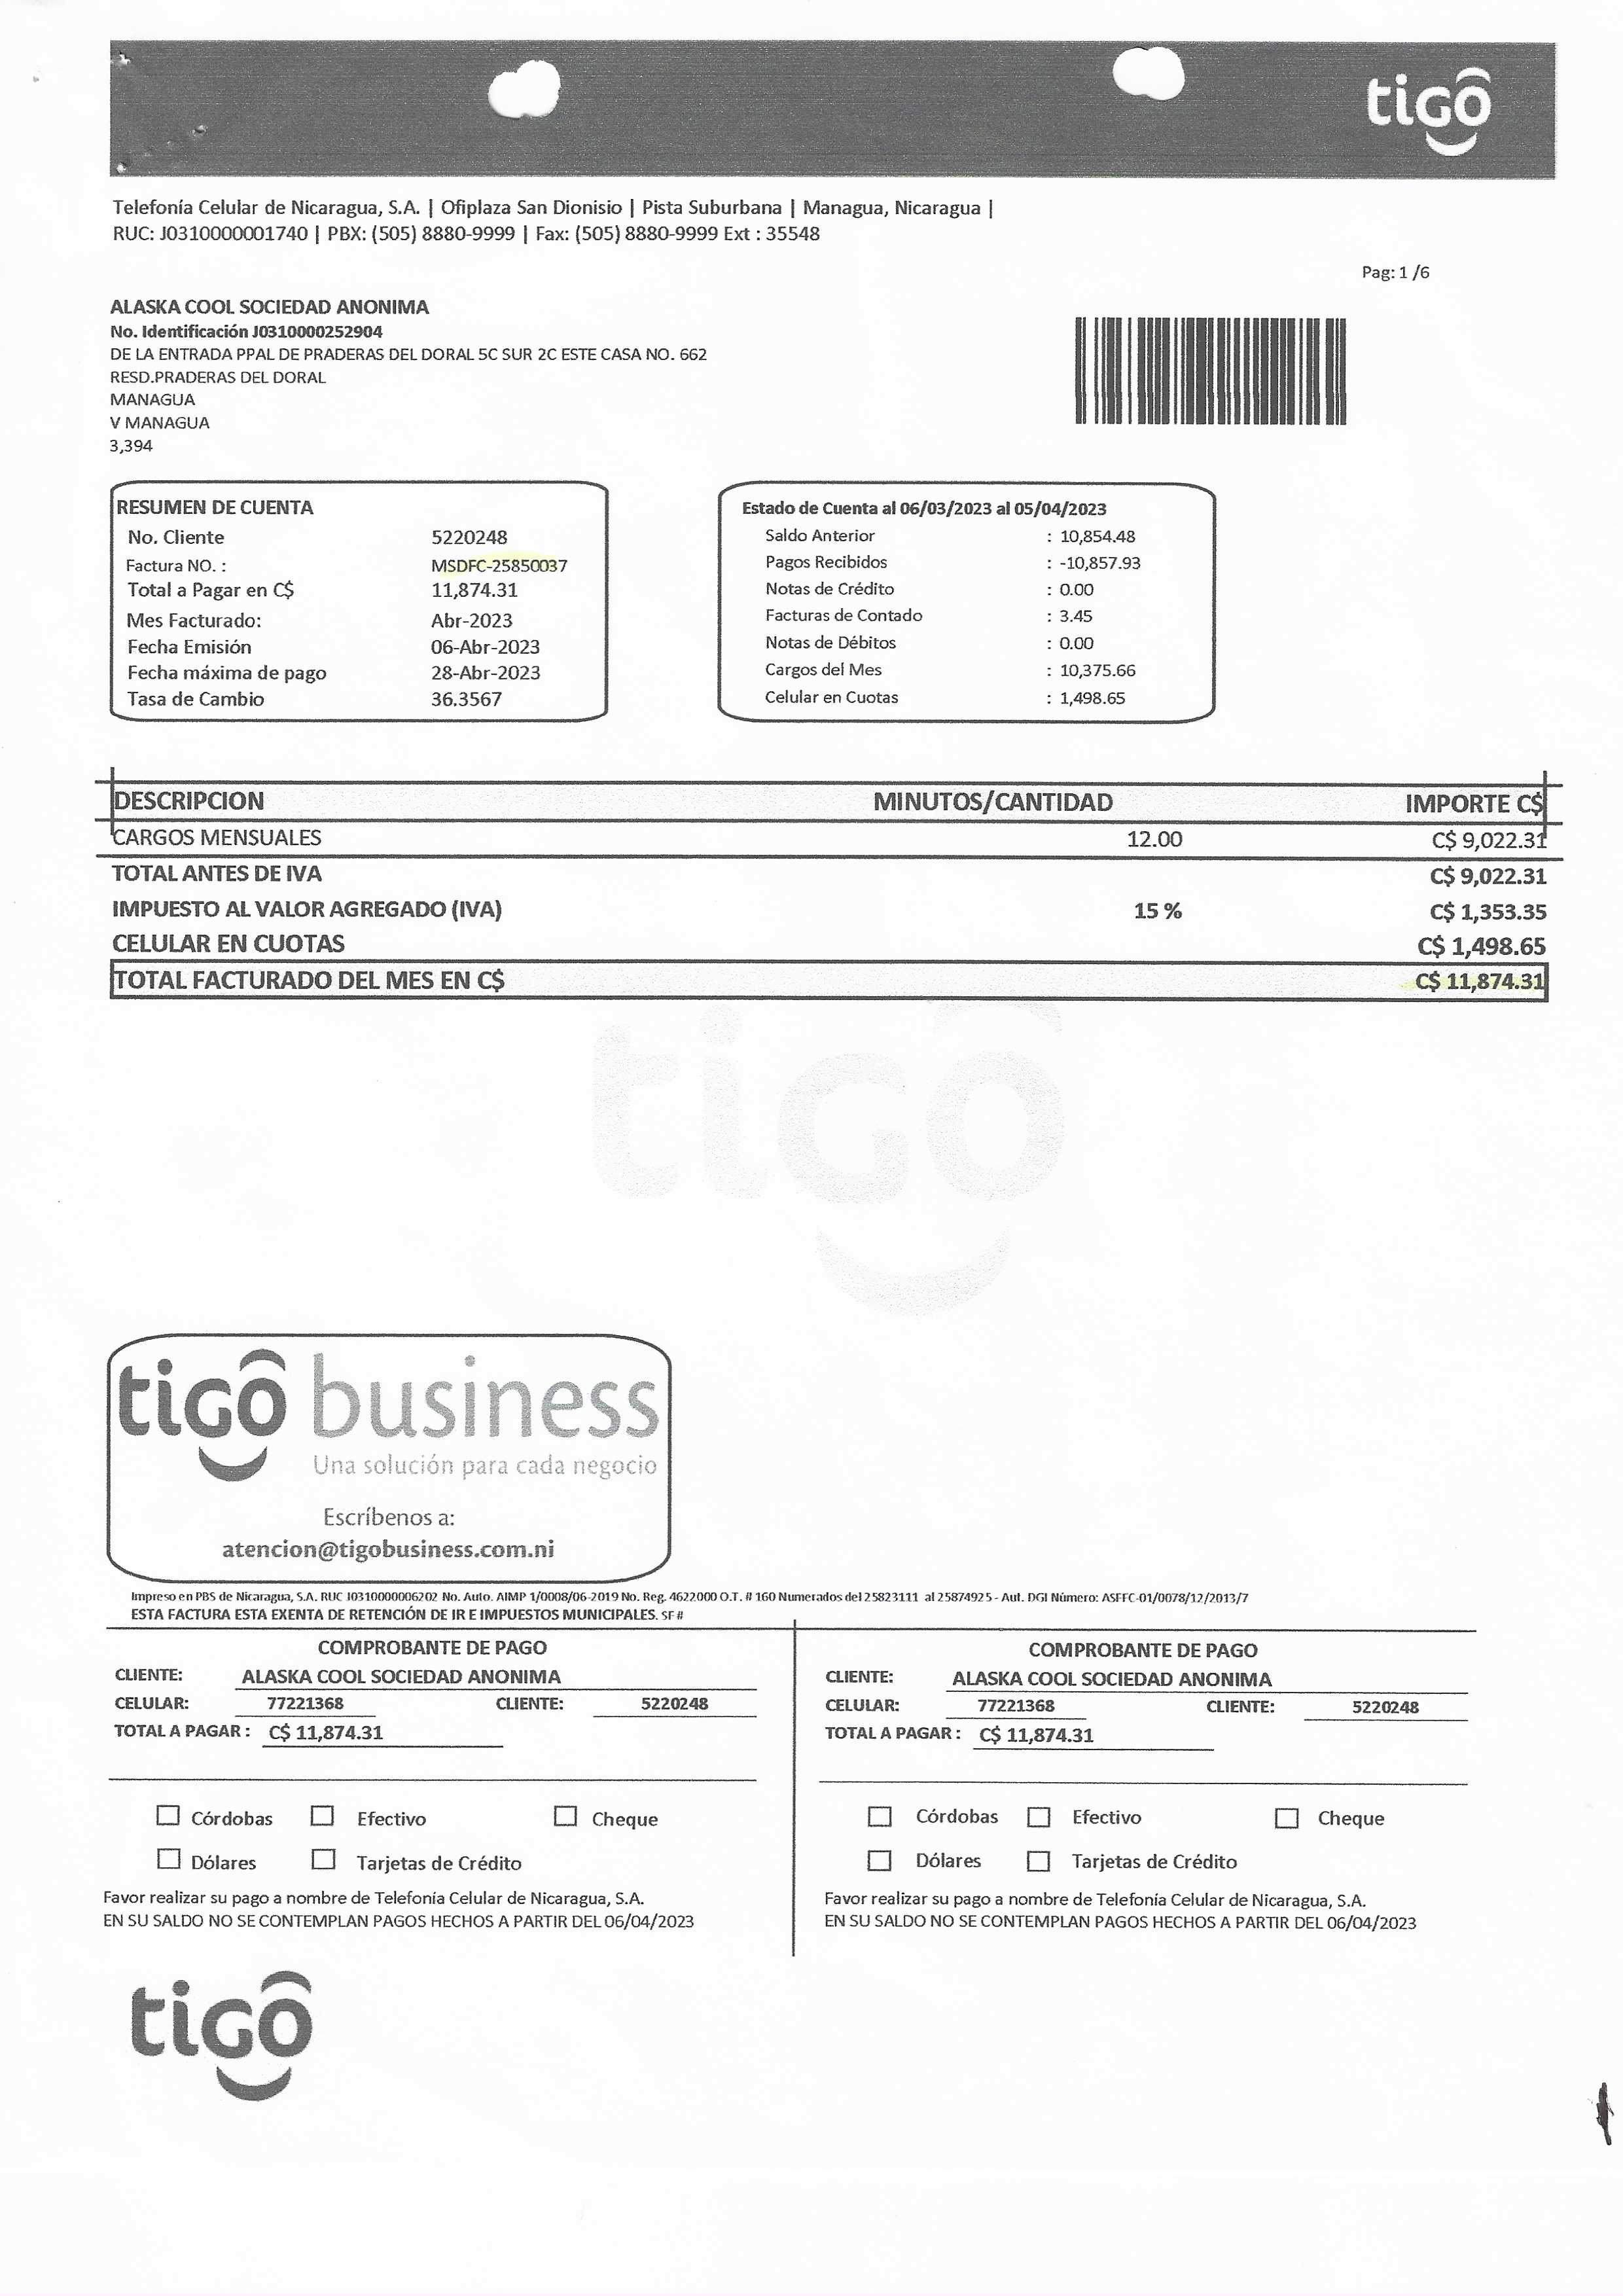 tigo
Telefonía Celular de Nicaragua, S.A. | Ofiplaza San Dionisio | Pista Suburbana | Managua, Nicaragua |
RUC: J0310000001740 | PBX: (505) 8880-9999 | Fax: (505) 8880-9999 Ext : 35548
Pag: 1 /6
ALASKA COOL SOCIEDAD ANONIMA
No. Identificación J0310000252904
DE LA ENTRADA PPAL DE PRADERAS DEL DORAL 5C SUR 2C ESTE CASA NO. 662
RESD.PRADERAS DEL DORAL
MANAGUA
V MANAGUA
3,394
RESUMEN DE CUENTA
No. Cliente 5220248
Factura NO. : MSDFC-25850037
Total a Pagar en C$ 11,874.31
Mes Facturado: Abr-2023
Fecha Emisión 06-Abr-2023
Fecha máxima de pago 28-Abr-2023
Tasa de Cambio 36.3567
Estado de Cuenta al 06/03/2023 al 05/04/2023
Saldo Anterior : 10,854.48
Pagos Recibidos : -10,857.93
Notas de Crédito : 0.00
Facturas de Contado : 3.45
Notas de Débitos : 0.00
Cargos del Mes : 10,375.66
Celular en Cuotas : 1,498.65
DESCRIPCION MINUTOS/CANTIDAD IMPORTE C$
CARGOS MENSUALES 12.00 C$ 9,022.31
TOTAL ANTES DE IVA C$ 9,022.31
IMPUESTO AL VALOR AGREGADO (IVA) 15 % C$ 1,353.35
CELULAR EN CUOTAS C$ 1,498.65
TOTAL FACTURADO DEL MES EN C$ C$ 11,874.31
tigo
tigo business
Una solución para cada negocio
Escríbenos a:
atencion@tigobusiness.com.ni
Impreso en PBS de Nicaragua, S.A. RUC J0310000006202 No. Auto. AIMP 1/0008/06-2019 No. Reg. 4622000 O.T. # 160 Numerados del 25823111 al 25874925 - Aut. DGI Número: ASFFC-01/0078/12/2013/7
ESTA FACTURA ESTA EXENTA DE RETENCIÓN DE IR E IMPUESTOS MUNICIPALES. SF #
COMPROBANTE DE PAGO
CLIENTE: ALASKA COOL SOCIEDAD ANONIMA
CELULAR: 77221368 CLIENTE: 5220248
TOTAL A PAGAR : C$ 11,874.31
Córdobas Efectivo Cheque
Dólares Tarjetas de Crédito
Favor realizar su pago a nombre de Telefonía Celular de Nicaragua, S.A.
EN SU SALDO NO SE CONTEMPLAN PAGOS HECHOS A PARTIR DEL 06/04/2023
COMPROBANTE DE PAGO
CLIENTE: ALASKA COOL SOCIEDAD ANONIMA
CELULAR: 77221368 CLIENTE: 5220248
TOTAL A PAGAR : C$ 11,874.31
Córdobas Efectivo Cheque
Dólares Tarjetas de Crédito
Favor realizar su pago a nombre de Telefonía Celular de Nicaragua, S.A.
EN SU SALDO NO SE CONTEMPLAN PAGOS HECHOS A PARTIR DEL 06/04/2023
tigo